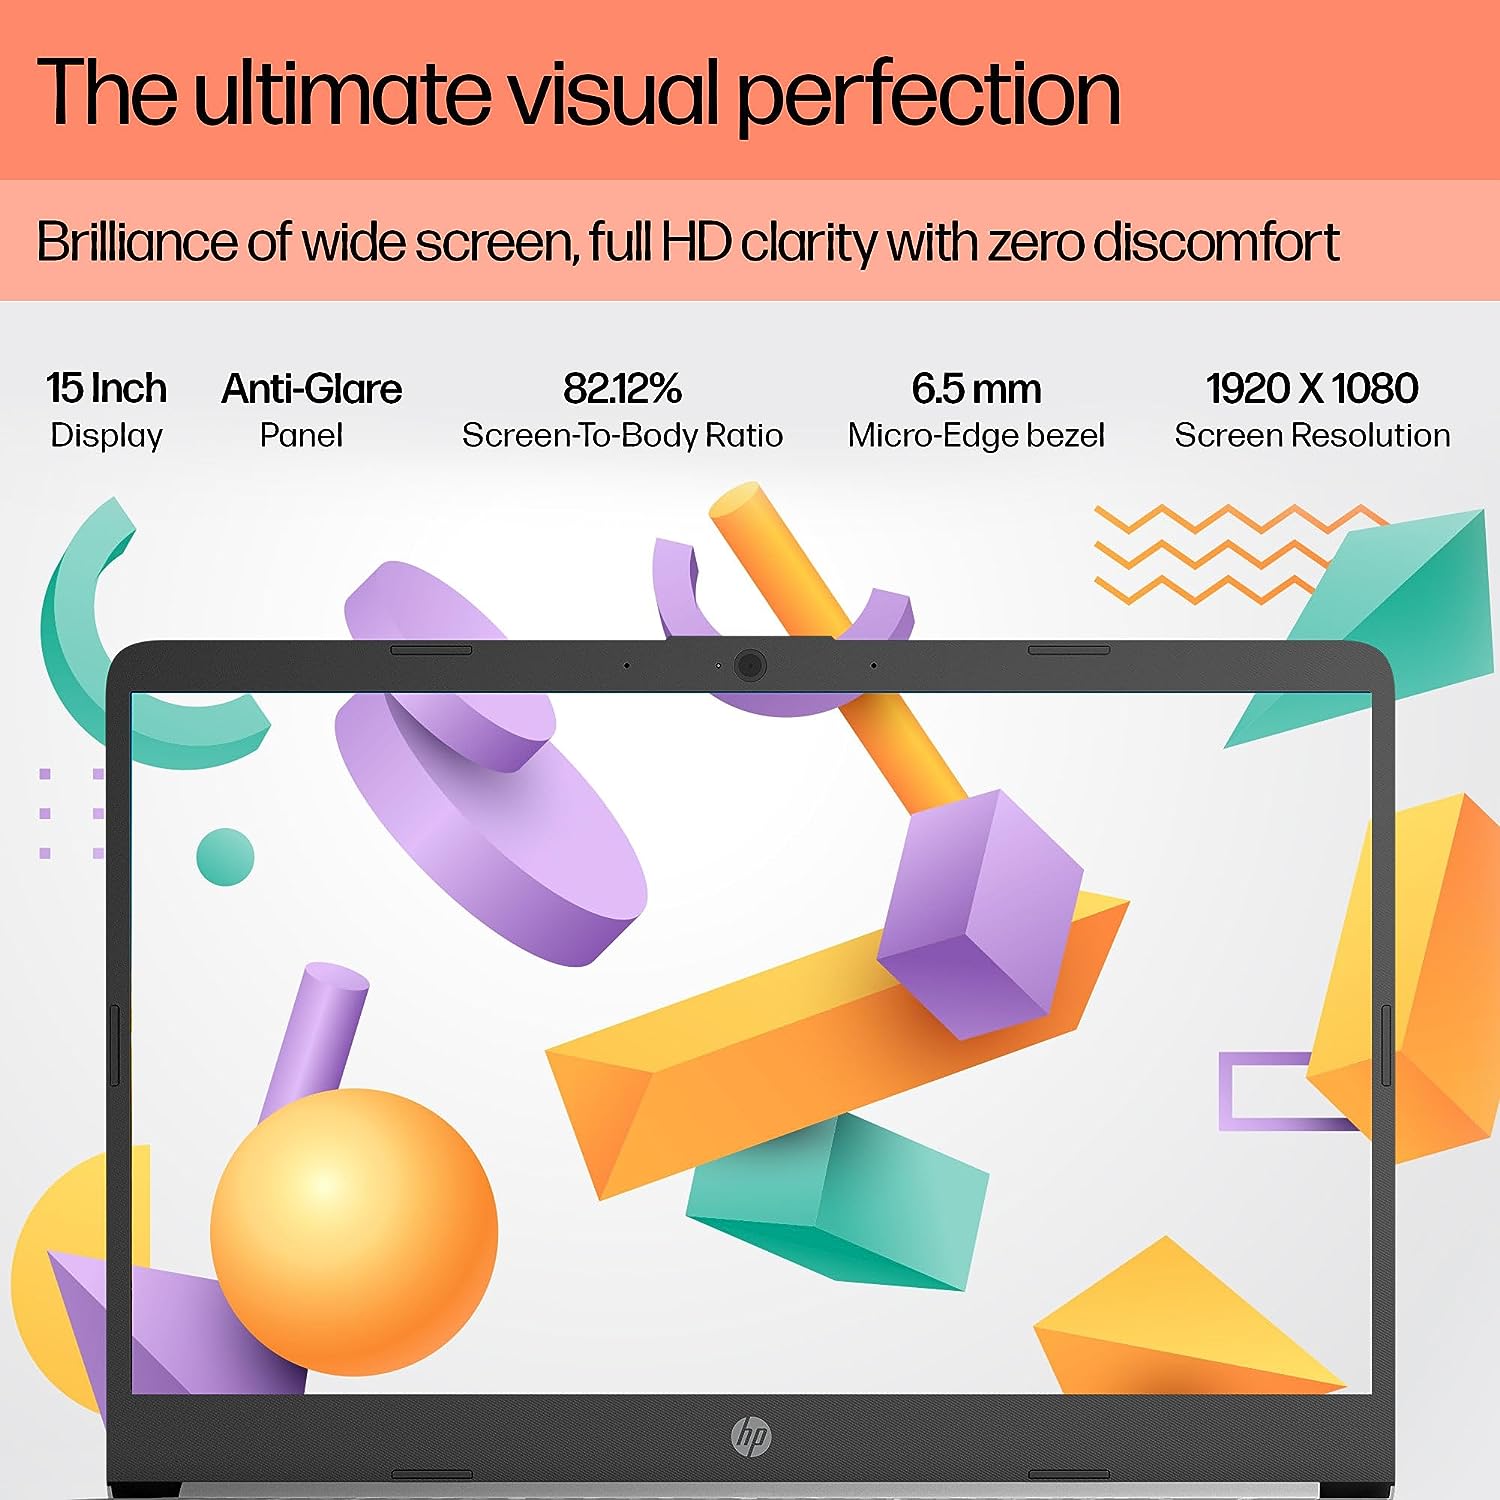 The ultimate visual perfection
Brilliance of wide screen, full HD clarity with zero discomfort
15 Inch
Display
Anti-Glare
Panel
82.12%
Screen-To-Body Ratio
6.5 mm
Micro-Edge bezel
1920 X 1080
Screen Resolution
hp